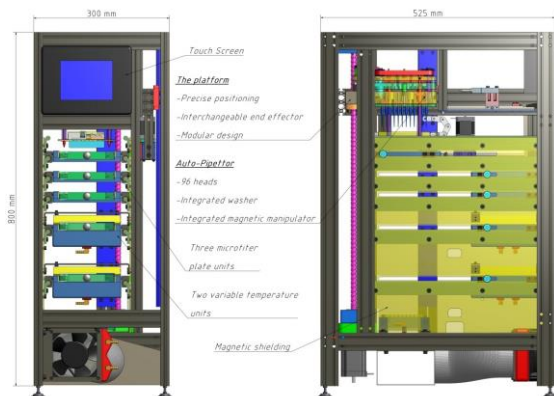 300 mm
525 mm
800 mm
Touch Screen
The platform
-Precise positioning
-Interchangeable end effector
-Modular design
Auto-Pipettor
-96 heads
-Integrated washer
-Integrated magnetic manipulator
Three microfiter
plate units
Two variable temperature
units
Magnetic shielding